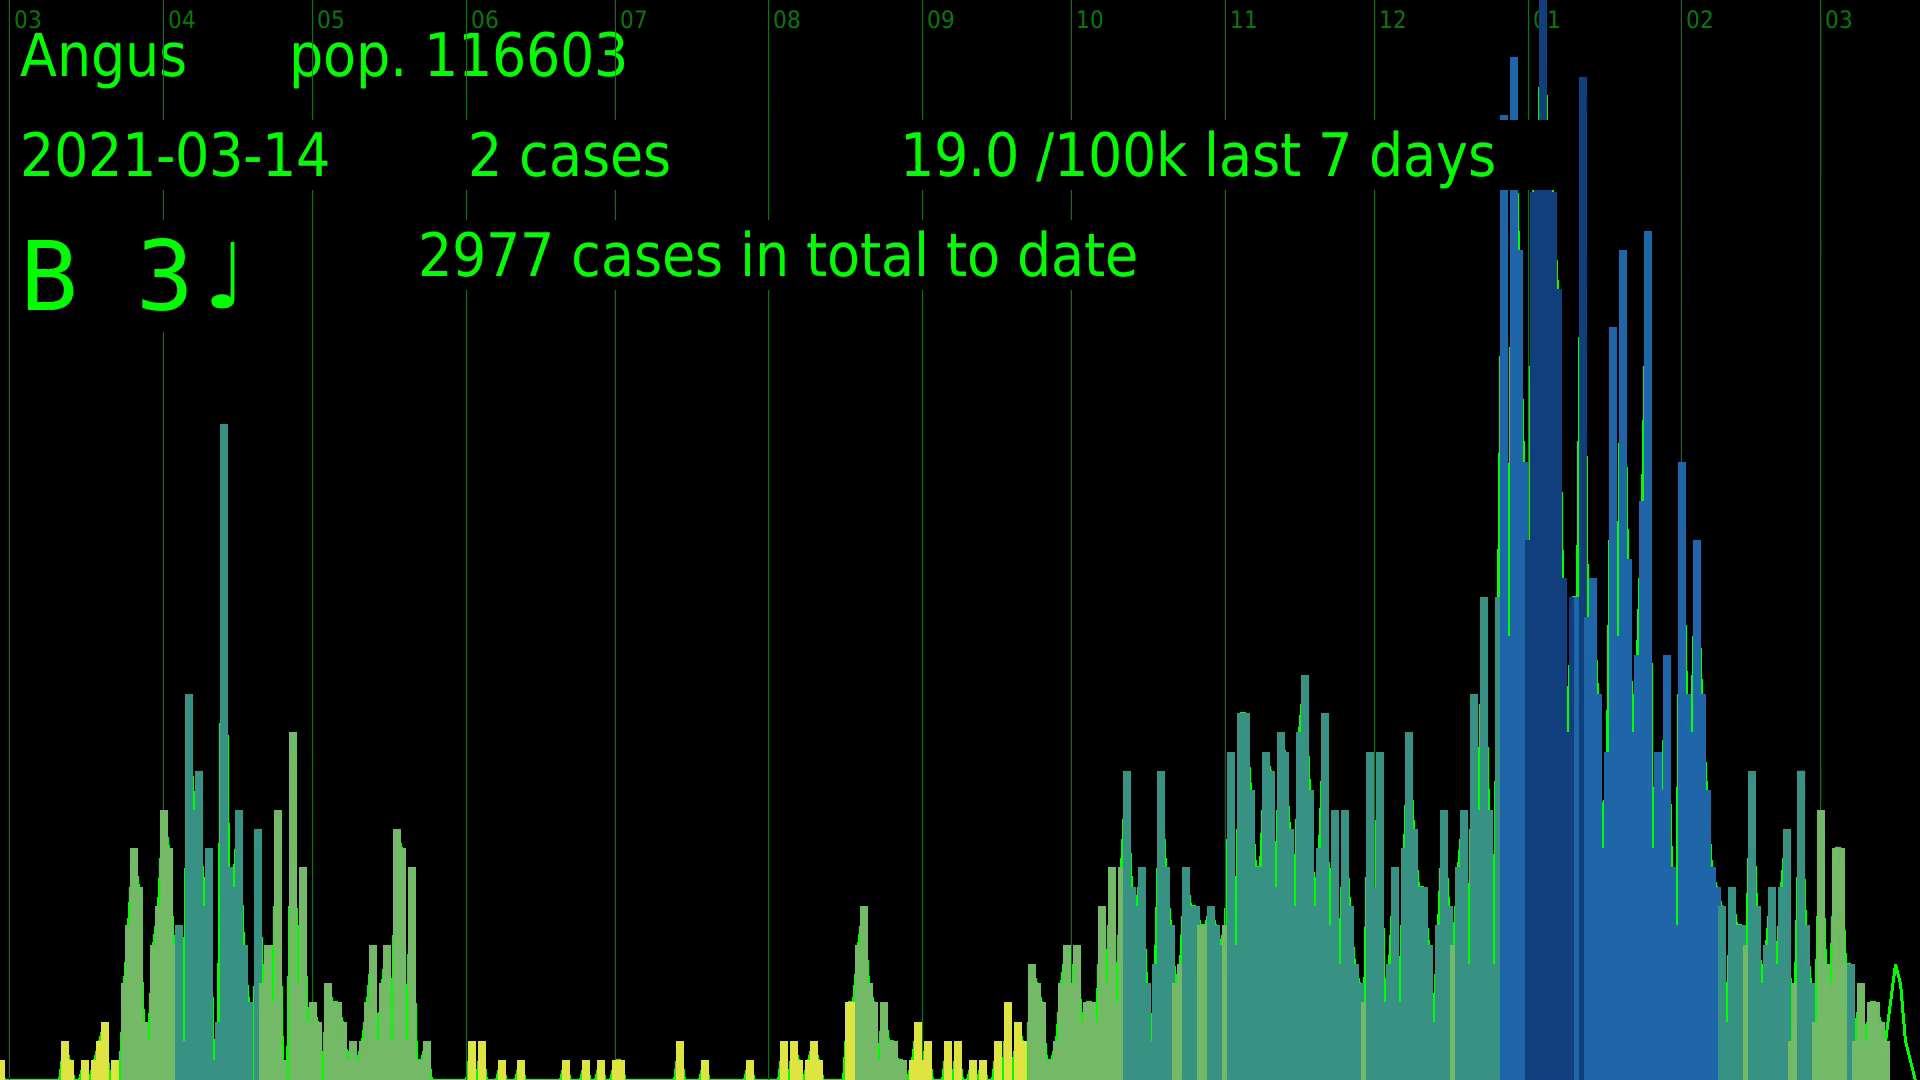 03 04 05 06 07 08 09 10 11 12 01 02 03
Angus pop. 116603
2021-03-14 2 cases 19.0 /100k last 7 days
B 3♩ 2977 cases in total to date